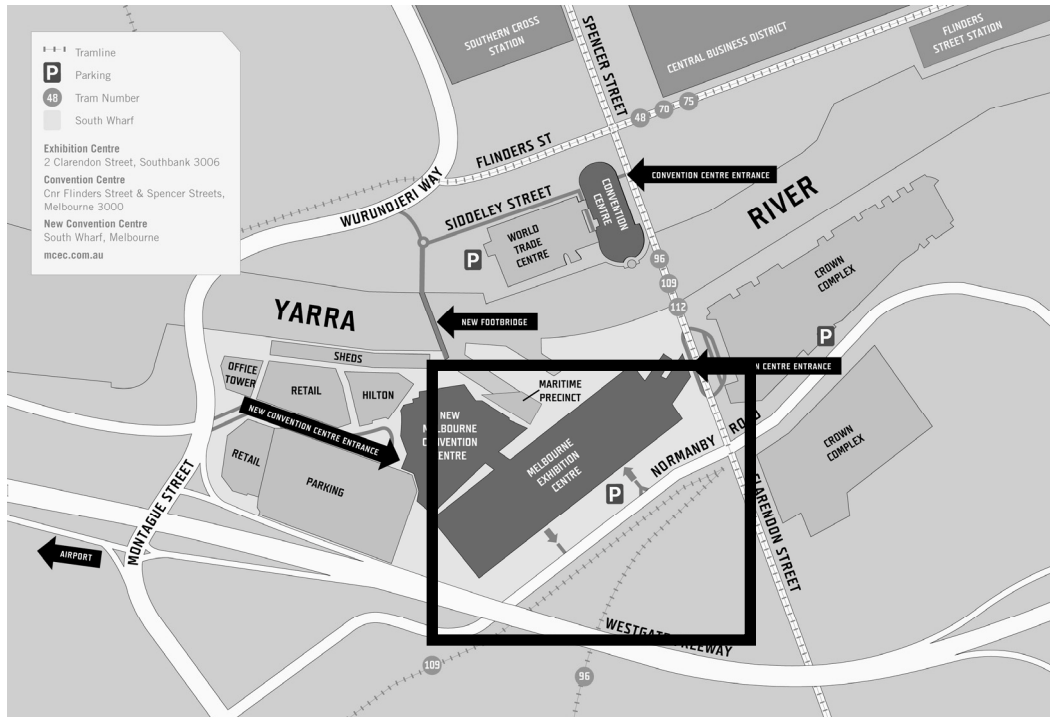 Tramline
P
Parking
48
Tram Number
South Wharf
Exhibition Centre
2 Clarendon Street, Southbank 3006
Convention Centre
Cnr Flinders Street & Spencer Streets,
Melbourne 3000
New Convention Centre
South Wharf, Melbourne
mcec.com.au
SOUTHERN CROSS
STATION
SPENCER STREET
CENTRAL BUSINESS DISTRICT
FLINDERS
STREET STATION
48
70
75
FLINDERS ST
WURUNDJERI WAY
SIDDELEY STREET
CONVENTION
CENTRE
CONVENTION CENTRE ENTRANCE
WORLD
TRADE
CENTRE
P
RIVER
96
109
112
CROWN
COMPLEX
P
YARRA
NEW FOOTBRIDGE
SHEDS
OFFICE
TOWER
RETAIL
HILTON
MARITIME
PRECINCT
CENTRE ENTRANCE
NEW CONVENTION CENTRE ENTRANCE
NEW
MELBOURNE
CONVENTION
CENTRE
MELBOURNE
EXHIBITION
CENTRE
NORMANBY ROAD
P
CROWN
COMPLEX
RETAIL
PARKING
MONTAGUE STREET
CLARENDON STREET
AIRPORT
WESTGATE FREEWAY
109
96